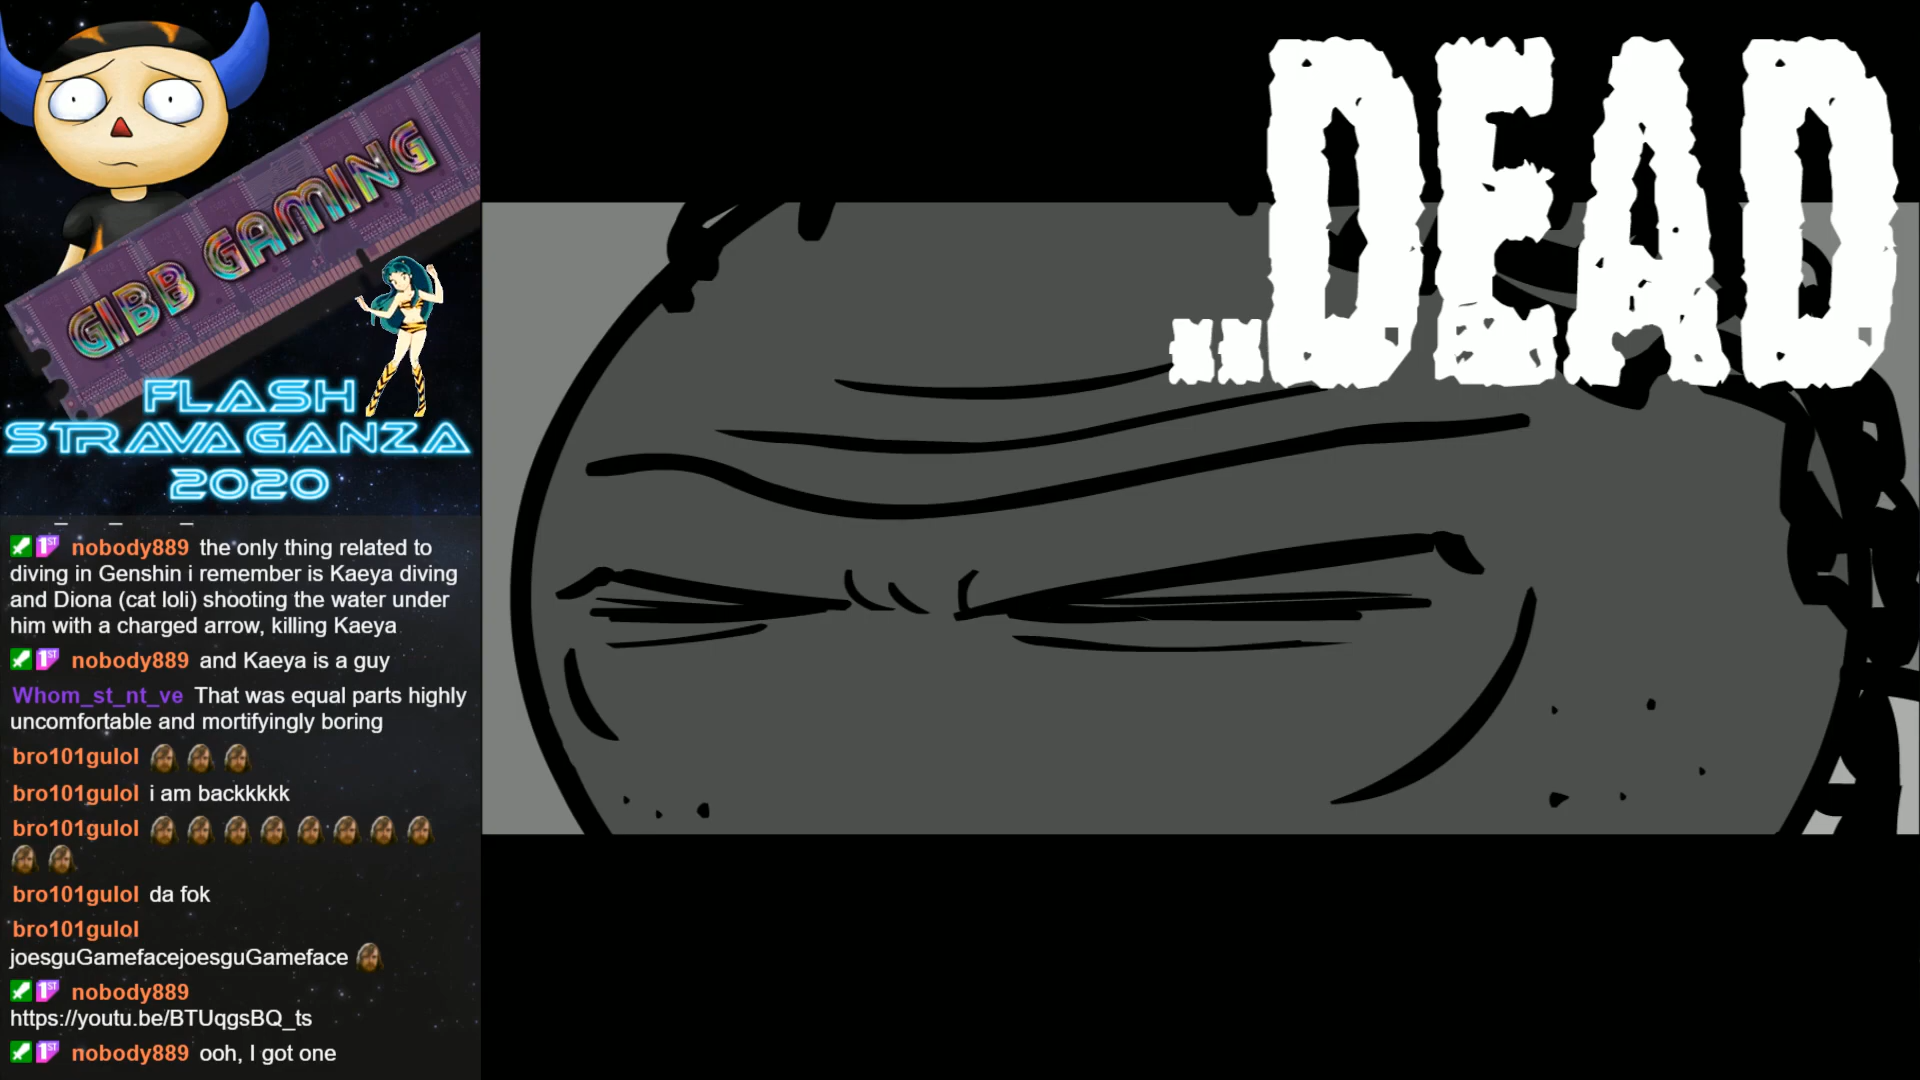 GIBB GAMING
FLASH
STRAVAGANZA
2020
nobody889 the only thing related to
diving in Genshin i remember is Kaeya diving
and Diona (cat loli) shooting the water under
him with a charged arrow, killing Kaeya
nobody889 and Kaeya is a guy
Whom_st_nt_ve That was equal parts highly
uncomfortable and mortifyingly boring
bro101gulol
bro101gulol i am backkkkk
bro101gulol
bro101gulol da fok
bro101gulol
joesguGamefacejoesguGameface
1ST nobody889
https://youtu.be/BTUqgsBQ_ts
nobody889 ooh, I got one
..DEAD